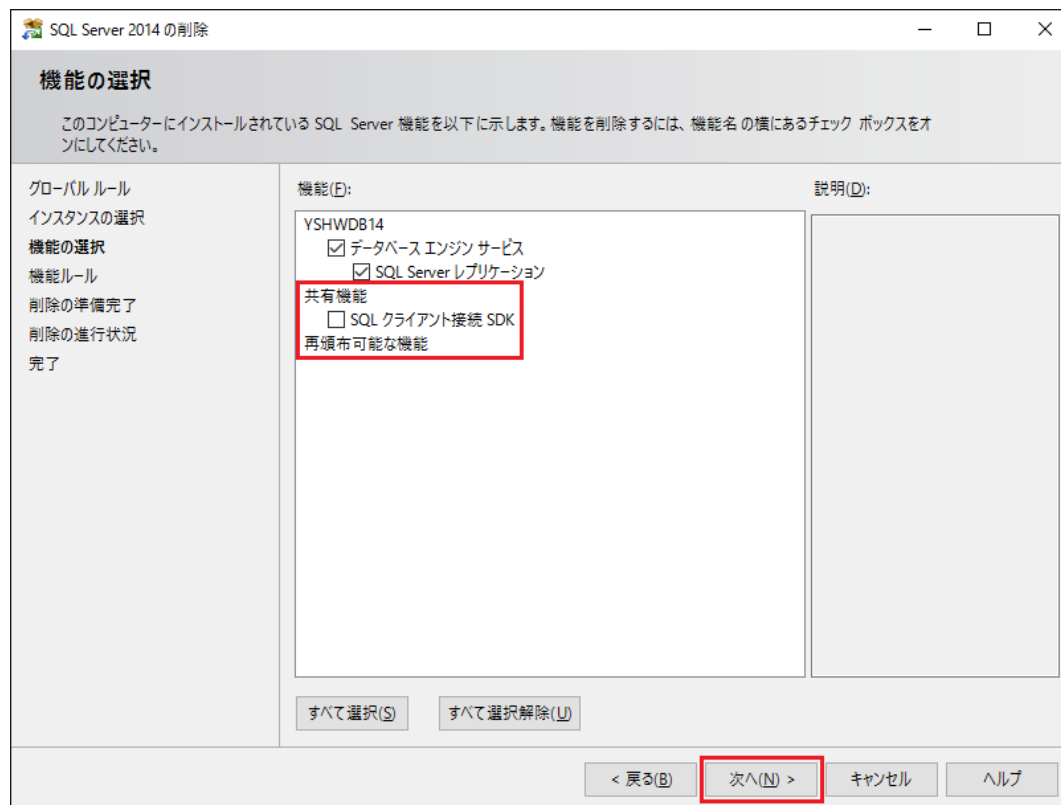 SQL Server 2014 の削除
機能の選択
このコンピューターにインストールされている SQL Server 機能を以下に示します。機能を削除するには、機能名 の横にあるチェック ボックスをオ
ンにしてください。
グローバル ルール
インスタンスの選択
機能の選択
機能ルール
削除の準備完了
削除の進行状況
完了
機能(F):
YSHWDB14
データベース エンジン サービス
SQL Server レプリケーション
共有機能
SQL クライアント接続 SDK
再頒布可能な機能
説明(D):
すべて選択(S)
すべて選択解除(U)
< 戻る(B)
次へ(N) >
キャンセル
ヘルプ